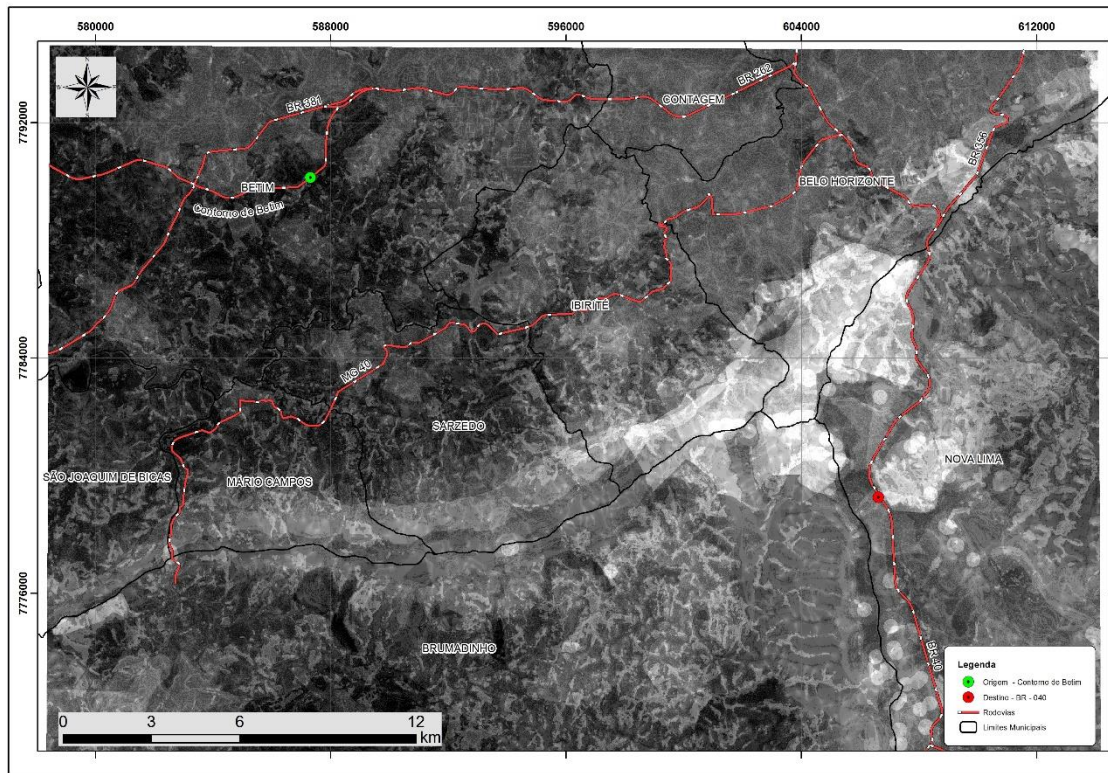 580000 588000 596000 604000 612000
BR 262
CONTAGEM
BR 381
7792000
BR 356
BETIM
BELO HORIZONTE
Contorno de Betim
IBIRITÉ
7784000
MG 40
SARZEDO
SÃO JOAQUIM DE BICAS
MÁRIO CAMPOS
NOVA LIMA
7776000
BRUMADINHO
BR 40
Legenda
Origem - Contorno de Betim
Destino - BR - 040
Rodovias
Limites Municipais
0 3 6 12
km